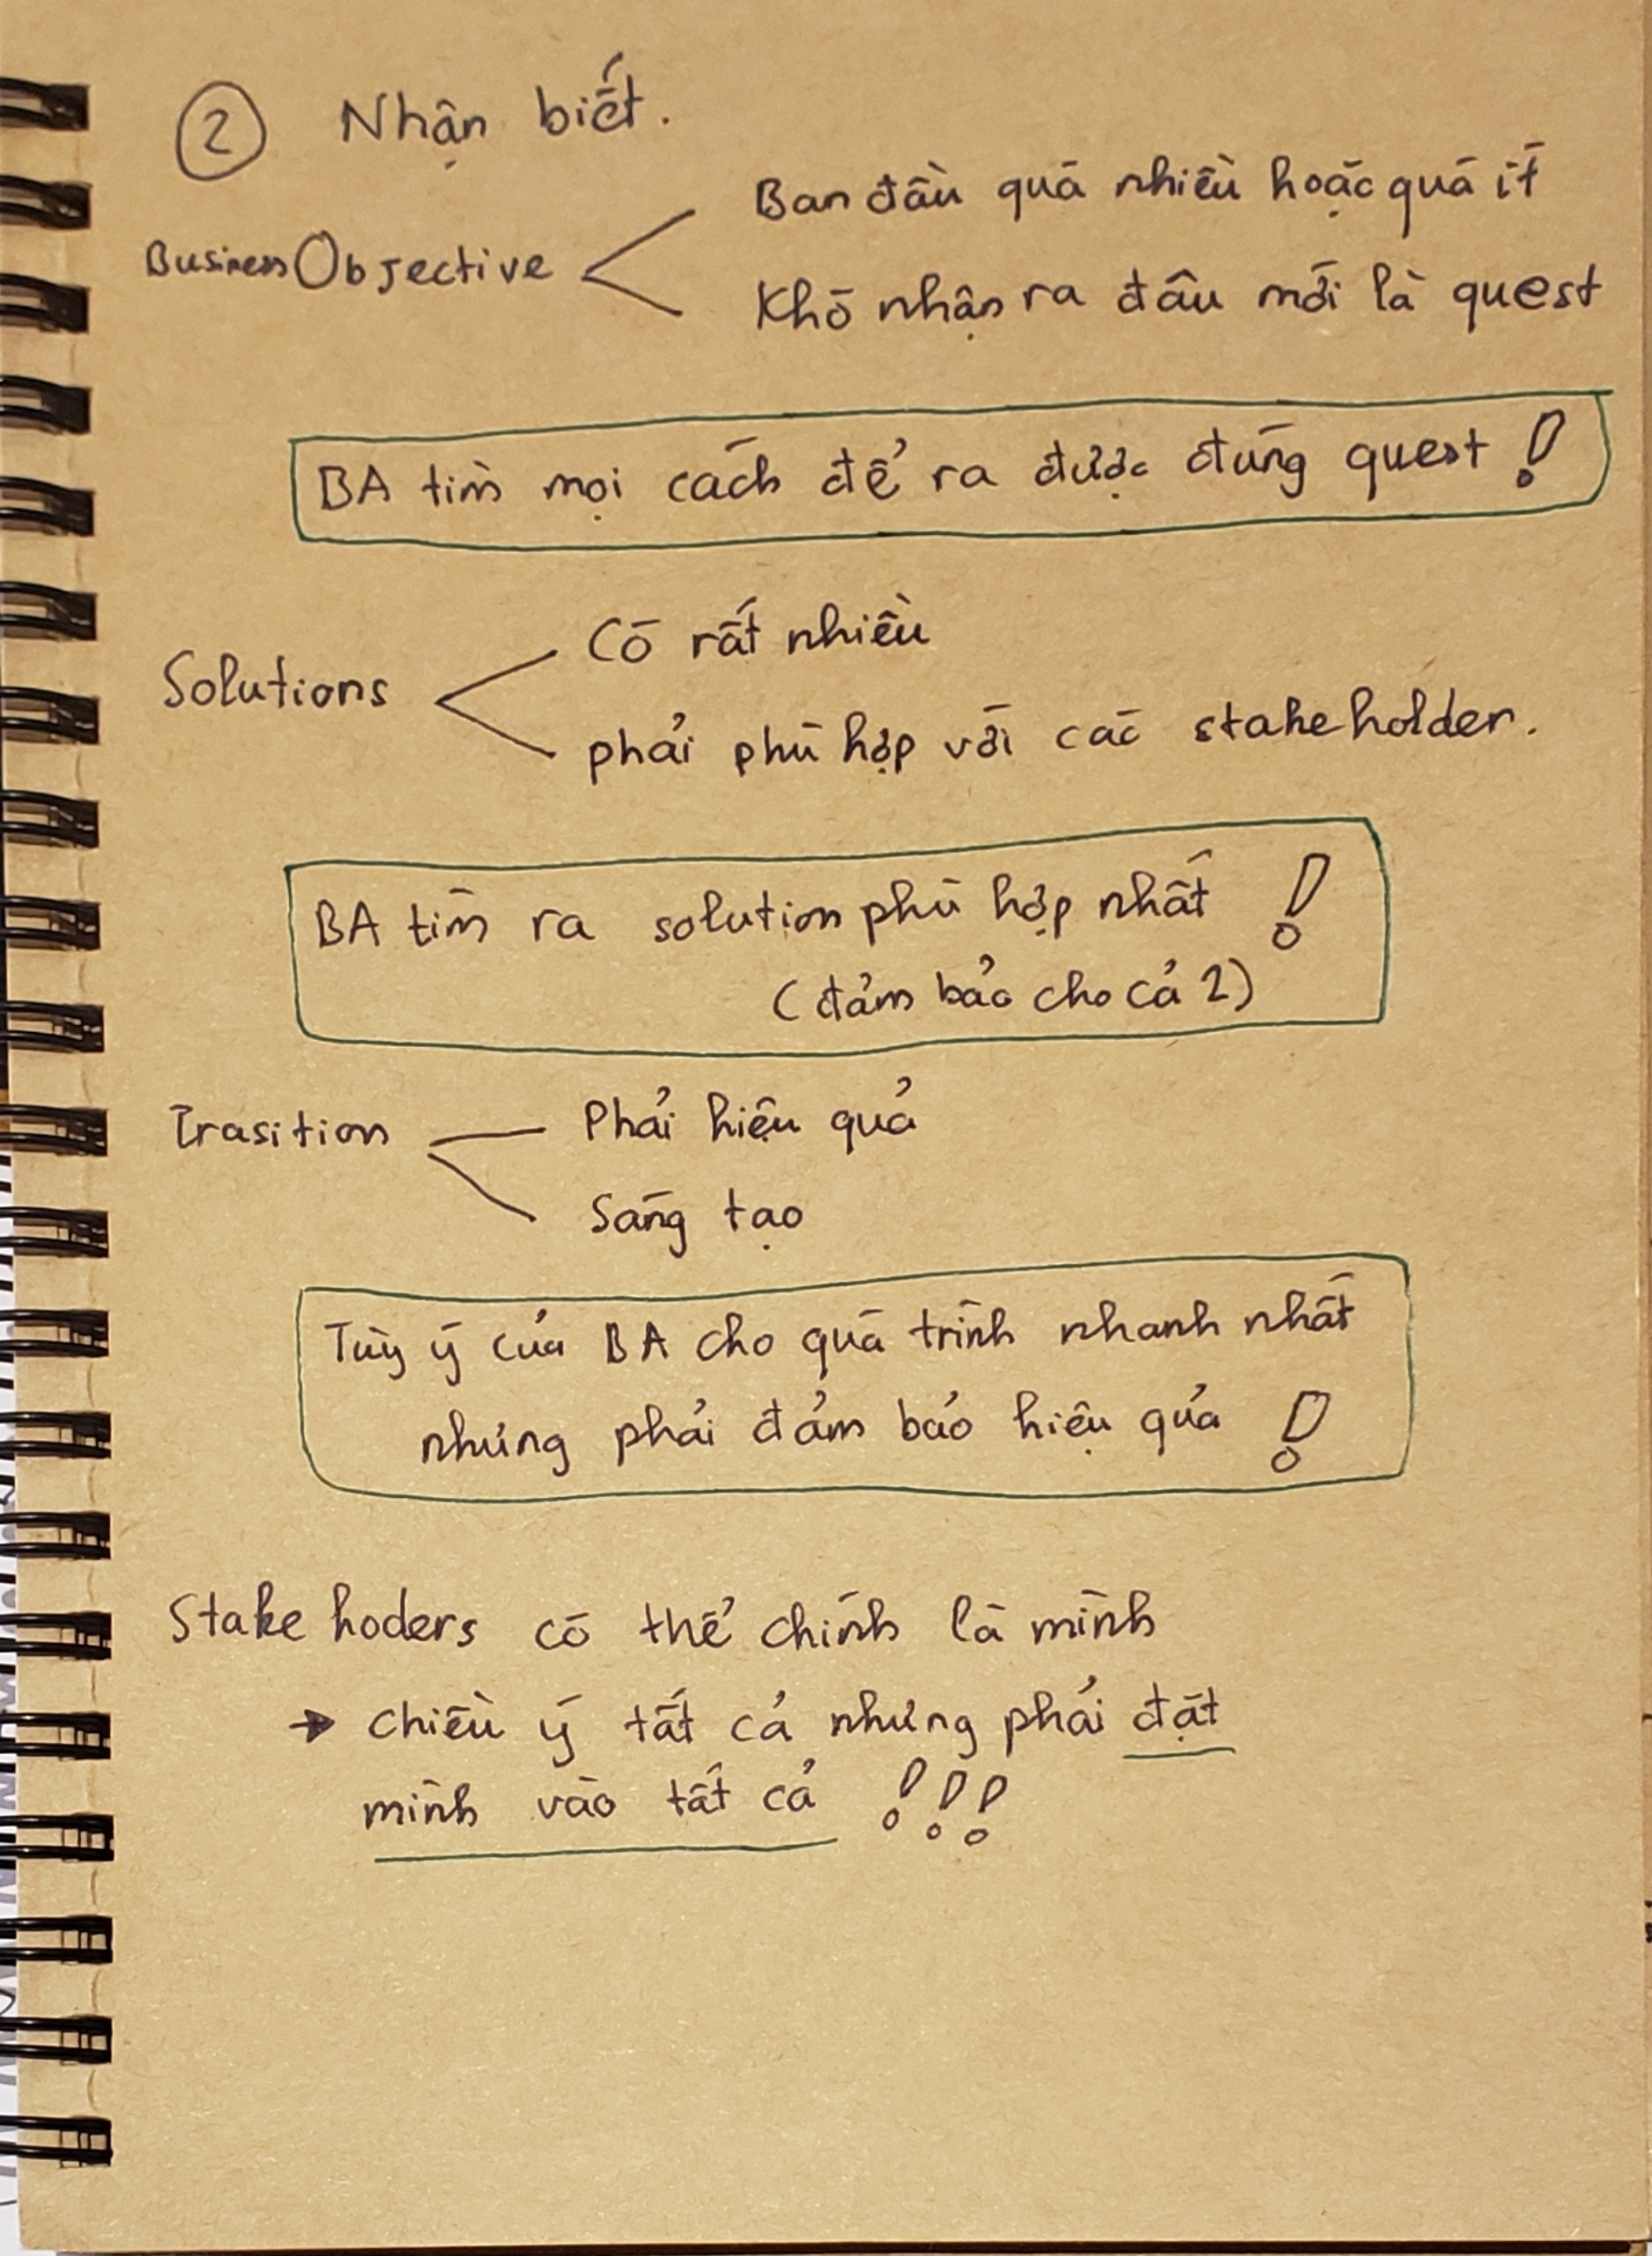 2 Nhận biết.
Ban đầu quá nhiều hoặc quá ít
Business Objective
Khó nhận ra đâu mới là quest
BA tìm mọi cách để ra được đúng quest !
Có rất nhiều
Solutions
phải phù hợp với các stakeholder.
BA tìm ra solution phù hợp nhất !
(đảm bảo cho cả 2)
Trasition
Phải hiệu quả
Sáng tạo
Tùy ý của BA cho quá trình nhanh nhất
nhưng phải đảm bảo hiệu quả !
Stake hoders có thể chính là mình
→ chiều ý tất cả nhưng phải đặt
mình vào tất cả !!!